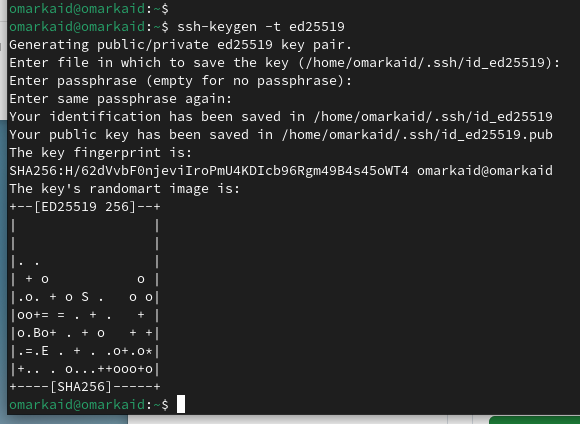 omarkaid@omarkaid:~$
omarkaid@omarkaid:~$ ssh-keygen -t ed25519
Generating public/private ed25519 key pair.
Enter file in which to save the key (/home/omarkaid/.ssh/id_ed25519):
Enter passphrase (empty for no passphrase):
Enter same passphrase again:
Your identification has been saved in /home/omarkaid/.ssh/id_ed25519
Your public key has been saved in /home/omarkaid/.ssh/id_ed25519.pub
The key fingerprint is:
SHA256:H/62dVvbF0njeviIroPmU4KDIcb96Rgm49B4s45oWT4 omarkaid@omarkaid
The key's randomart image is:
+--[ED25519 256]--+
|                 |
|                 |
|. .              |
| + o           o |
|.o. + o S .   o o|
|oo+= = . + .   + |
|o.Bo+ . + o   + +|
|.=.E . + . .o+.o*|
|+.. . o...++ooo+o|
+----[SHA256]-----+
omarkaid@omarkaid:~$